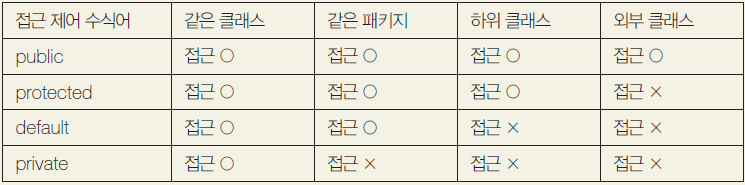 접근 제어 수식어 같은 클래스 같은 패키지 하위 클래스 외부 클래스
public 접근 ○ 접근 ○ 접근 ○ 접근 ○
protected 접근 ○ 접근 ○ 접근 ○ 접근 ×
default 접근 ○ 접근 ○ 접근 × 접근 ×
private 접근 ○ 접근 × 접근 × 접근 ×